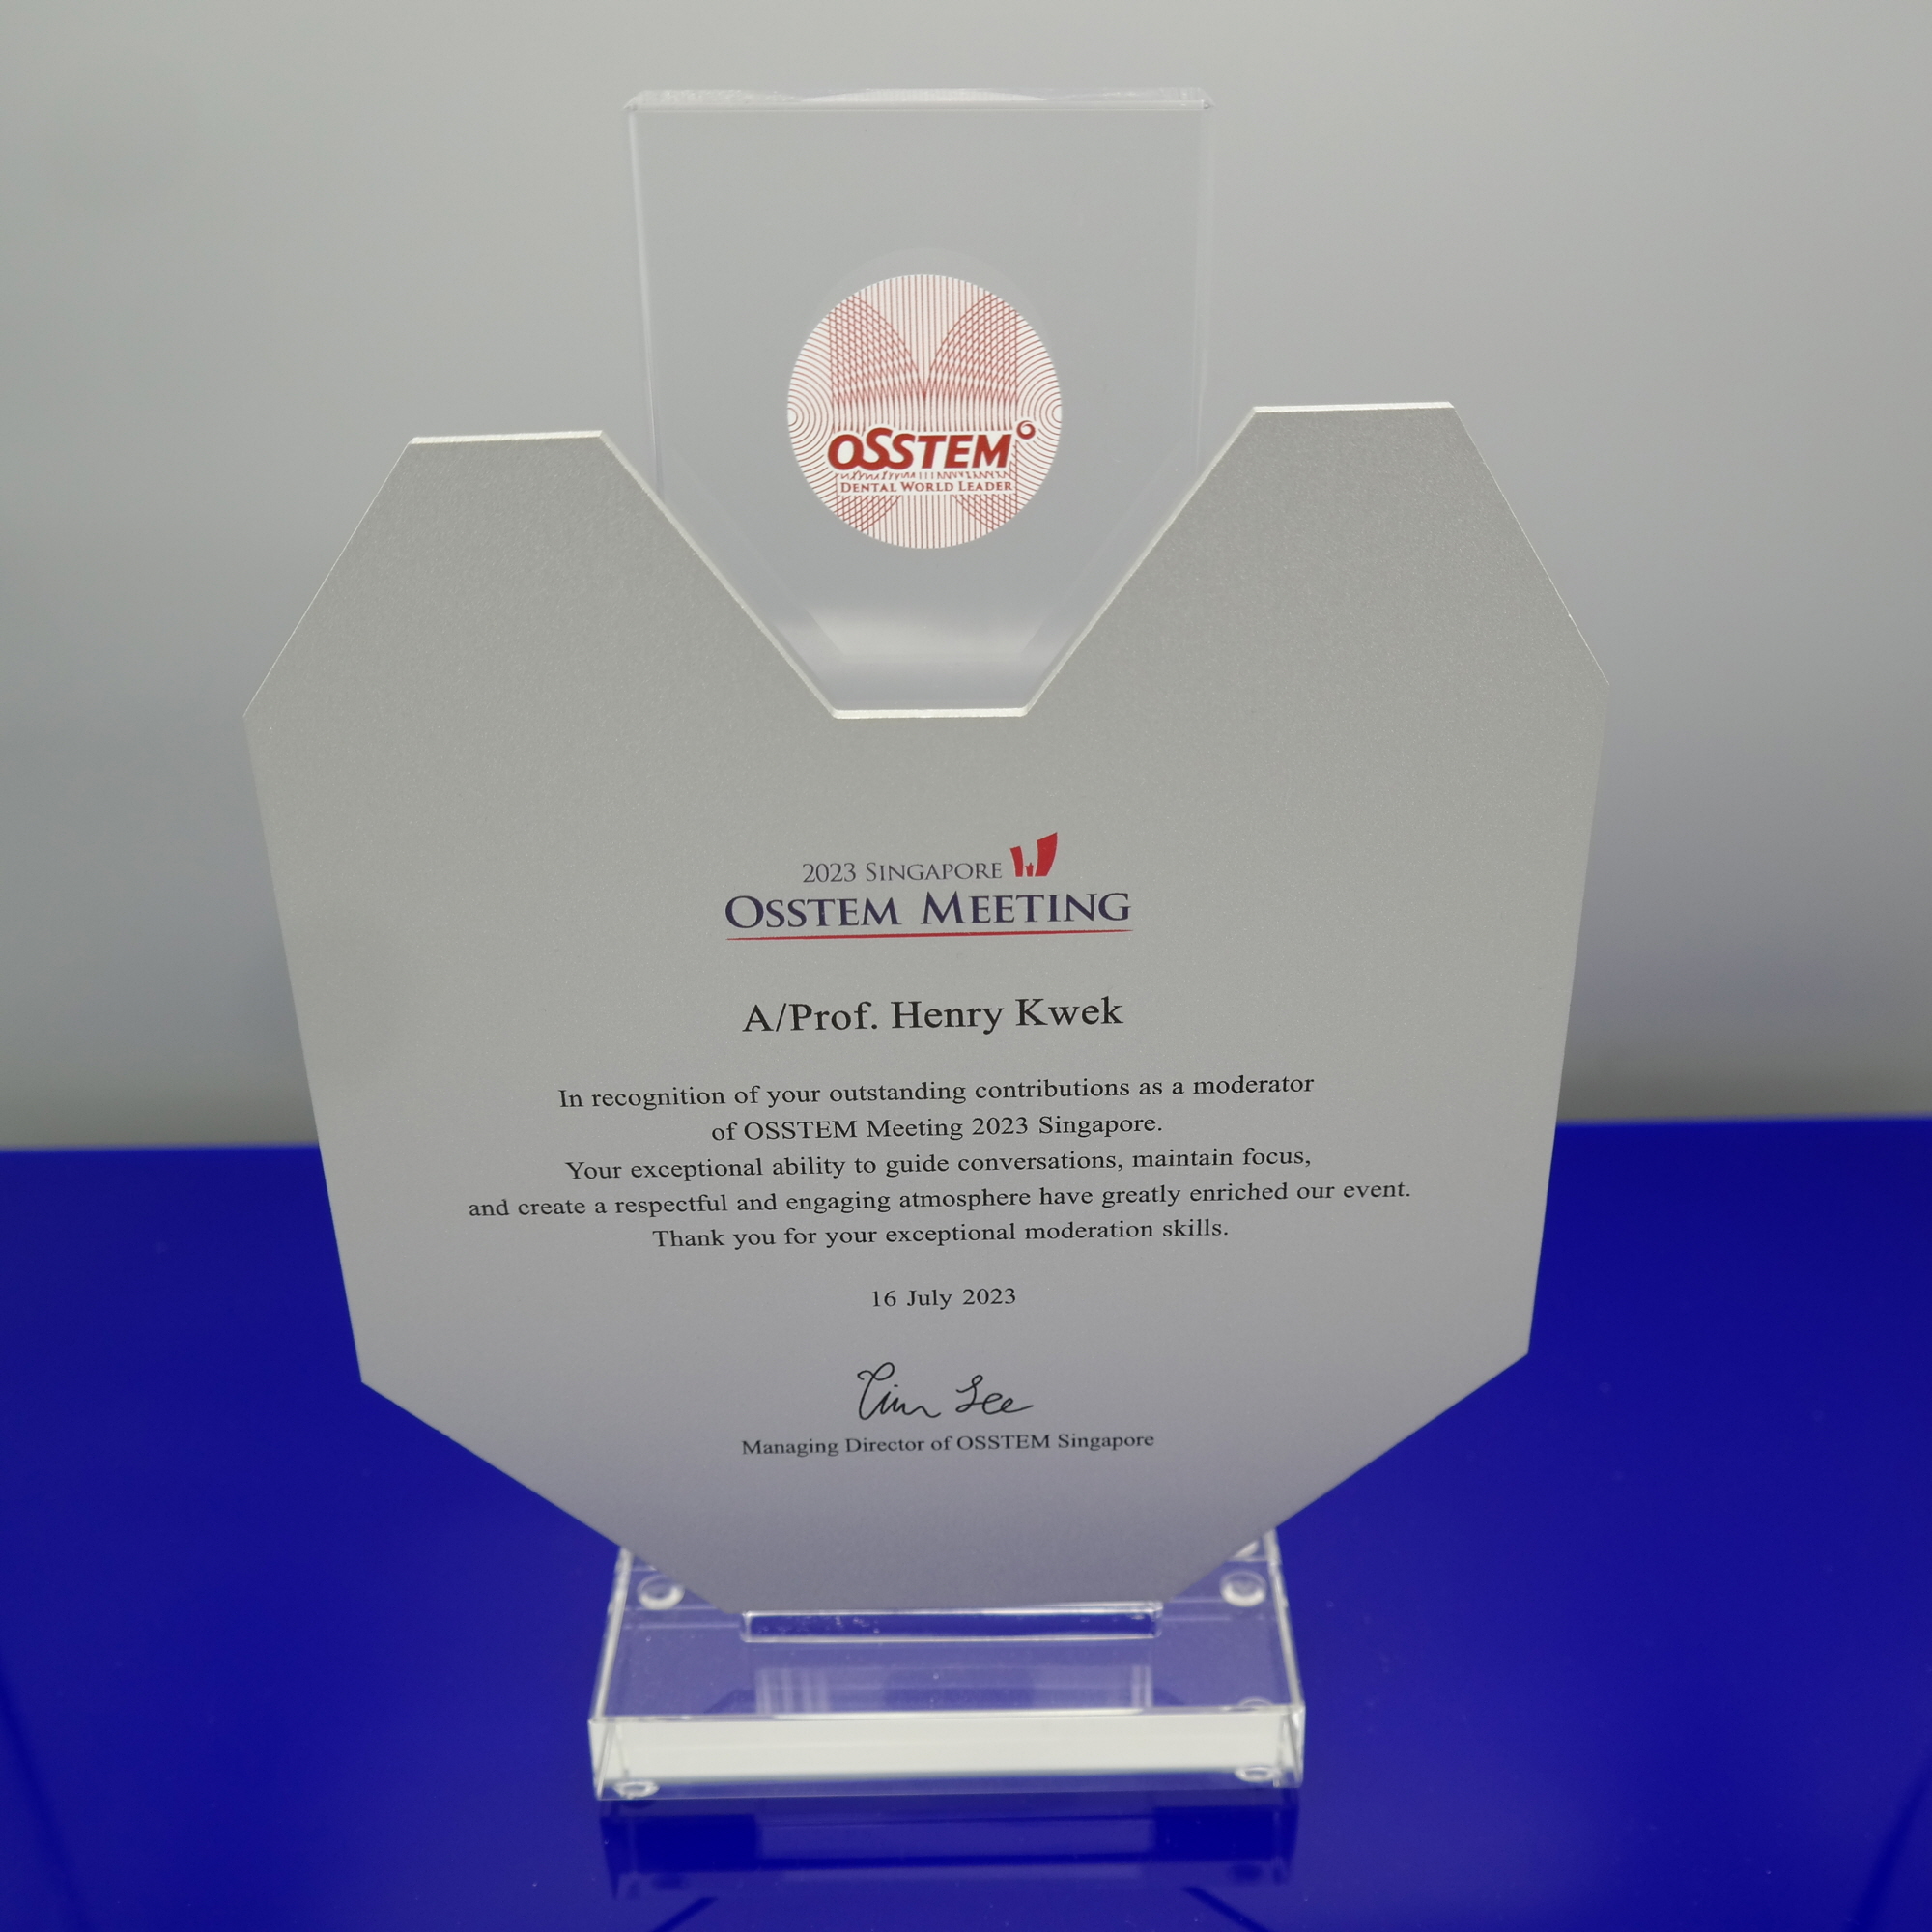 OSSTEM
DENTAL WORLD LEADER
2023 SINGAPORE
OSSTEM MEETING
A/Prof. Henry Kwek
In recognition of your outstanding contributions as a moderator
of OSSTEM Meeting 2023 Singapore.
Your exceptional ability to guide conversations, maintain focus,
and create a respectful and engaging atmosphere have greatly enriched our event.
Thank you for your exceptional moderation skills.
16 July 2023
Tim Lee
Managing Director of OSSTEM Singapore